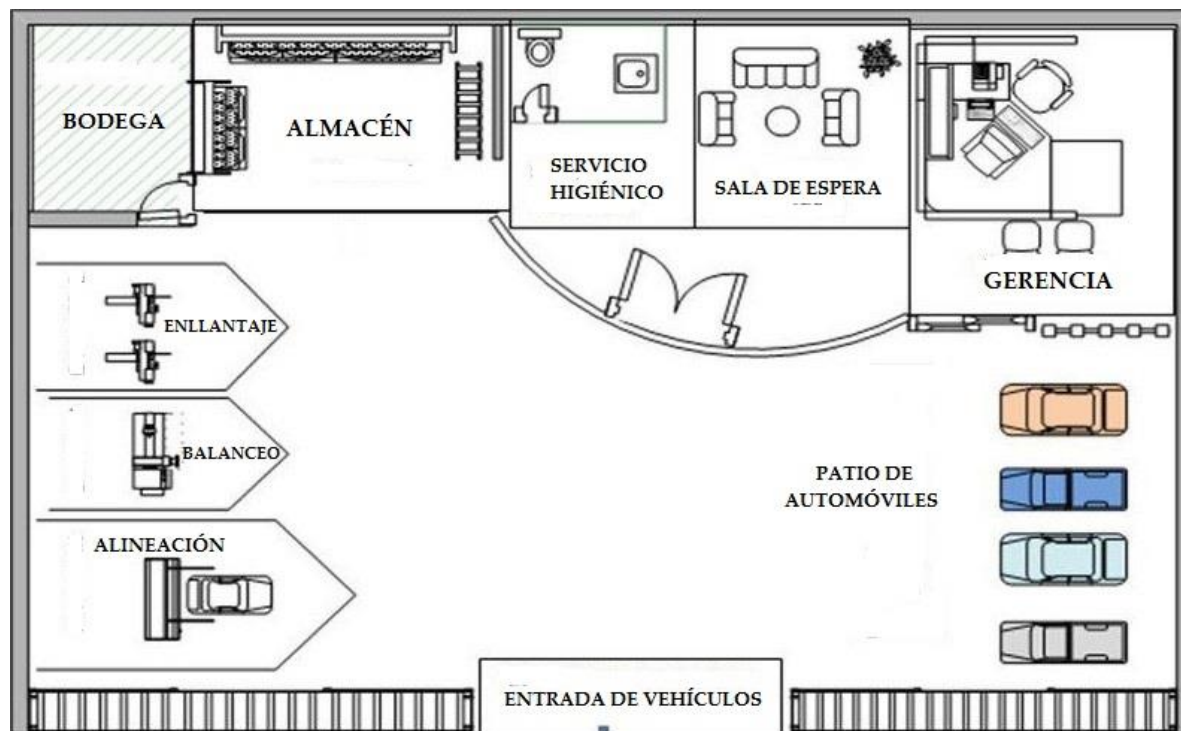 BODEGA
ALMACÉN
SERVICIO
HIGIÉNICO
SALA DE ESPERA
GERENCIA
ENLLANTAJE
BALANCEO
ALINEACIÓN
PATIO DE
AUTOMÓVILES
ENTRADA DE VEHÍCULOS